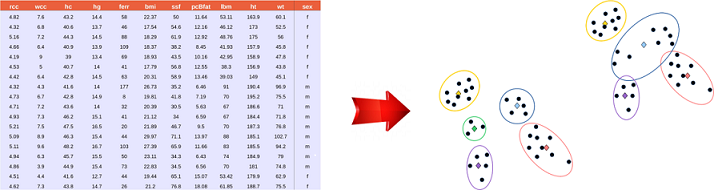 rcc wcc hc hg ferr bmi ssf pcBfat lbm ht wt sex
4.82 7.6 43.2 14.4 58 22.37 50 11.64 53.11 163.9 60.1 f
4.32 6.8 40.6 13.7 46 17.54 54.6 12.16 46.12 173 52.5 f
5.16 7.2 44.3 14.5 88 18.29 61.9 12.92 48.76 175 56 f
4.66 6.4 40.9 13.9 109 18.37 38.2 8.45 41.93 157.9 45.8 f
4.19 9 39 13.4 69 18.93 43.5 10.16 42.95 158.9 47.8 f
4.53 5 40.7 14 41 17.79 56.8 12.55 38.3 156.9 43.8 f
4.42 6.4 42.8 14.5 63 20.31 58.9 13.46 39.03 149 45.1 f
4.32 4.3 41.6 14 177 26.73 35.2 6.46 91 190.4 96.9 m
4.73 6.7 42.8 14.9 8 19.81 41.8 7.19 70 195.2 75.5 m
4.71 7.2 43.6 14 32 20.39 30.5 5.63 67 186.6 71 m
4.93 7.3 46.2 15.1 41 21.12 34 6.59 67 184.4 71.8 m
5.21 7.5 47.5 16.5 20 21.89 46.7 9.5 70 187.3 76.8 m
5.09 8.9 46.3 15.4 44 29.97 71.1 13.97 88 185.1 102.7 m
5.11 9.6 48.2 16.7 103 27.39 65.9 11.66 83 185.5 94.2 m
4.94 6.3 45.7 15.5 50 23.11 34.3 6.43 74 184.9 79 m
4.86 3.9 44.9 15.4 73 22.83 34.5 6.56 70 181 74.8 m
4.51 4.4 41.6 12.7 44 19.44 65.1 15.07 53.42 179.9 62.9 f
4.62 7.3 43.8 14.7 26 21.2 76.8 18.08 61.85 188.7 75.5 f